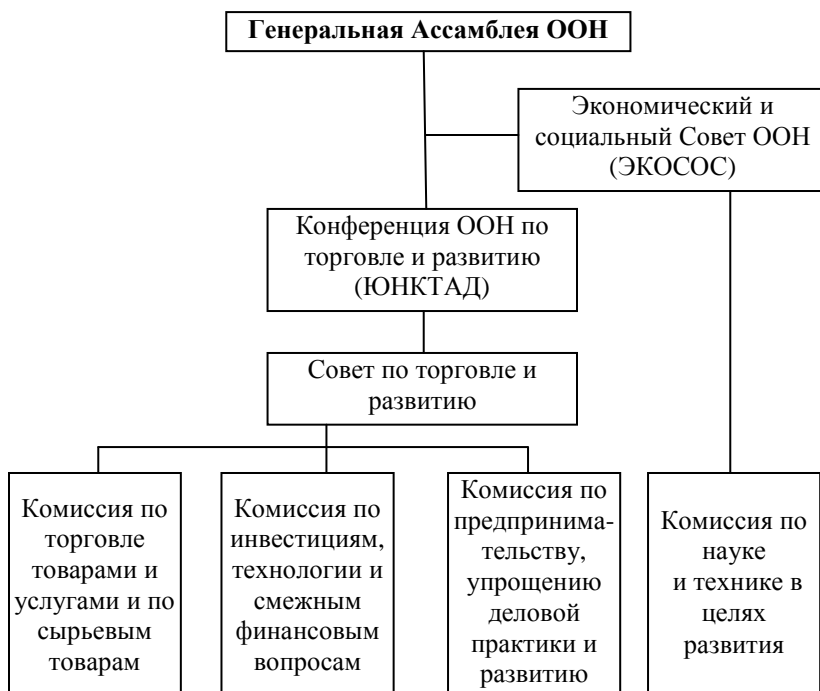 Генеральная Ассамблея ООН
Экономический и
социальный Совет ООН
(ЭКОСОС)
Конференция ООН по
торговле и развитию
(ЮНКТАД)
Совет по торговле и
развитию
Комиссия по
торговле
товарами и
услугами и по
сырьевым
товарам
Комиссия по
инвестициям,
технологии и
смежным
финансовым
вопросам
Комиссия по
предпринима-
тельству,
упрощению
деловой
практики и
развитию
Комиссия по
науке
и технике в
целях
развития